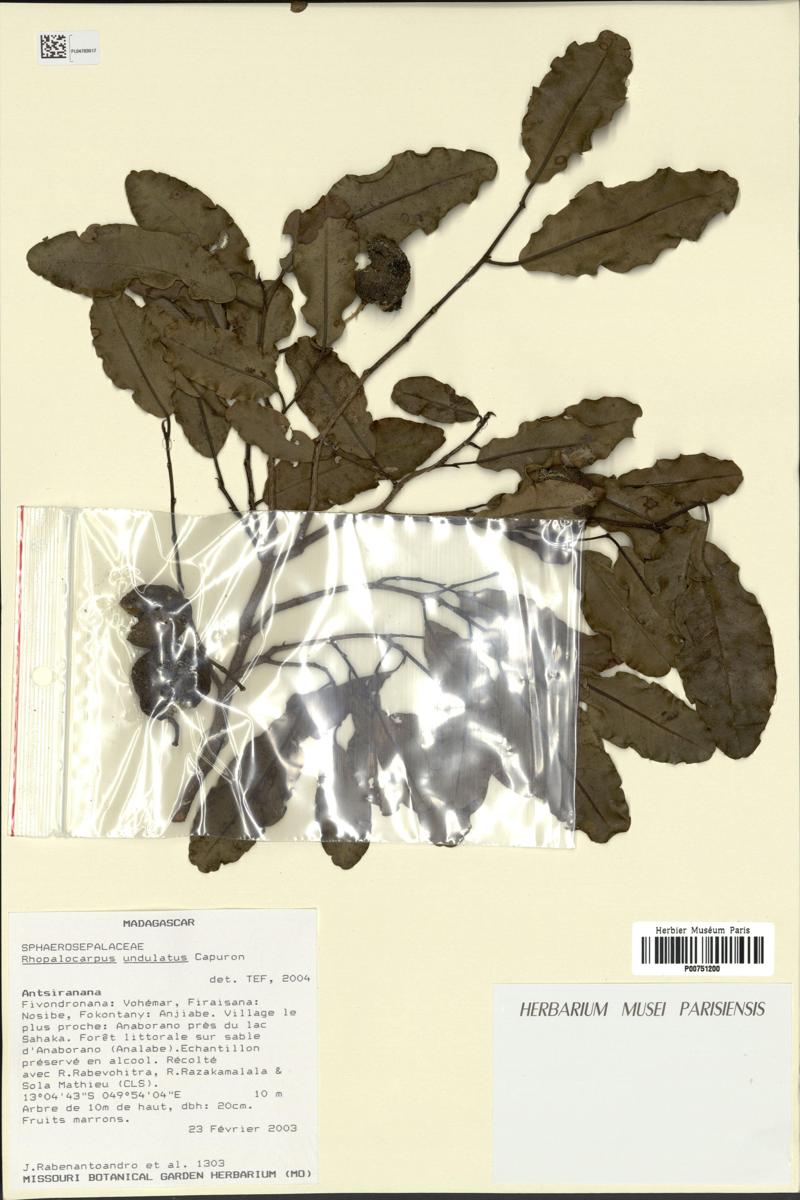 PL04783617
MADAGASCAR
SPHAEROSEPALACEAE
Rhopalocarpus undulatus Capuron
det. TEF, 2004
Antsiranana
Fivondronana: Vohémar, Firaisana:
Nosibe, Fokontany: Anjiabe. Village le
plus proche: Anaborano près du lac
Sahaka. Forêt littorale sur sable
d'Anaborano (Analabe).Echantillon
préservé en alcool. Récolté
avec R.Rabevohitra, R.Razakamalala &
Sola Mathieu (CLS).
13°04'43"S 049°54'04"E 10 m
Arbre de 10m de haut, dbh: 20cm.
Fruits marrons.
23 Février 2003
J.Rabenantoandro et al. 1303
MISSOURI BOTANICAL GARDEN HERBARIUM (MO)
Herbier Muséum Paris
P00751200
HERBARIUM MUSEI PARISIENSIS